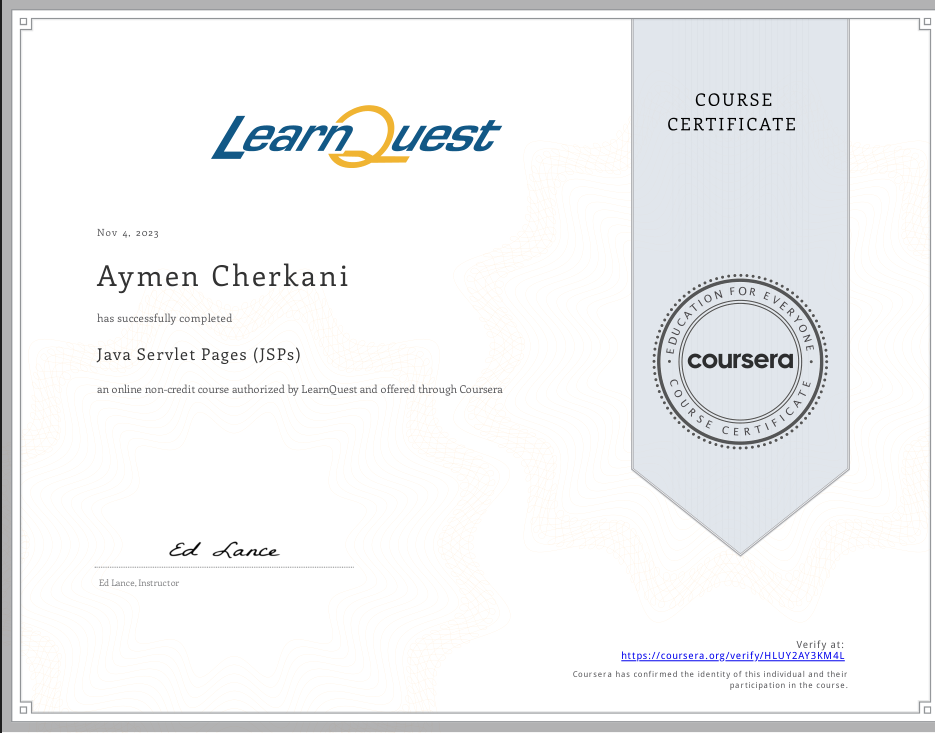 LearnQuest
COURSE
CERTIFICATE
Nov 4, 2023
Aymen Cherkani
has successfully completed
Java Servlet Pages (JSPs)
an online non-credit course authorized by LearnQuest and offered through Coursera
EDUCATION FOR EVERYONE
coursera
COURSE CERTIFICATE
Ed Lance
Ed Lance, Instructor
Verify at:
https://coursera.org/verify/HLUY2AY3KM4L
Coursera has confirmed the identity of this individual and their
participation in the course.